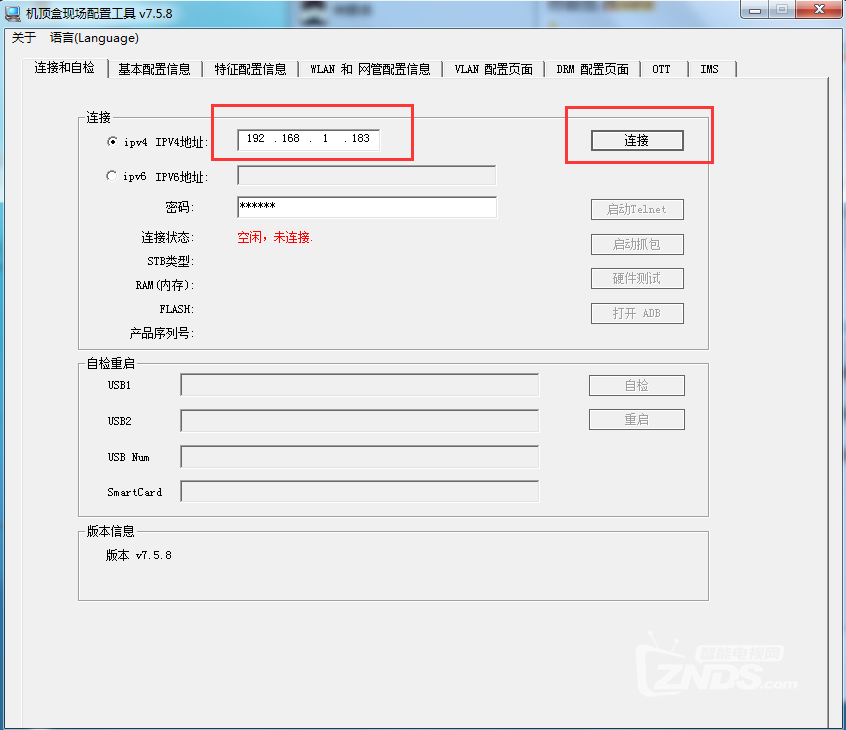 机顶盒现场配置工具 v7.5.8
关于 语言(Language)
连接和自检 基本配置信息 特征配置信息 WLAN 和 网管配置信息 VLAN 配置页面 DRM 配置页面 OTT IMS
连接
ipv4 IPV4地址: 192 .168 . 1 .183 连接
ipv6 IPV6地址:
密码: ****** 启动Telnet
连接状态: 空闲，未连接.
启动抓包
STB类型:
RAM(内存): 硬件测试
FLASH: 打开 ADB
产品序列号:
自检重启
USB1 自检
USB2 重启
USB Num
SmartCard
版本信息
版本 v7.5.8
智能电视网
ZNDS.com